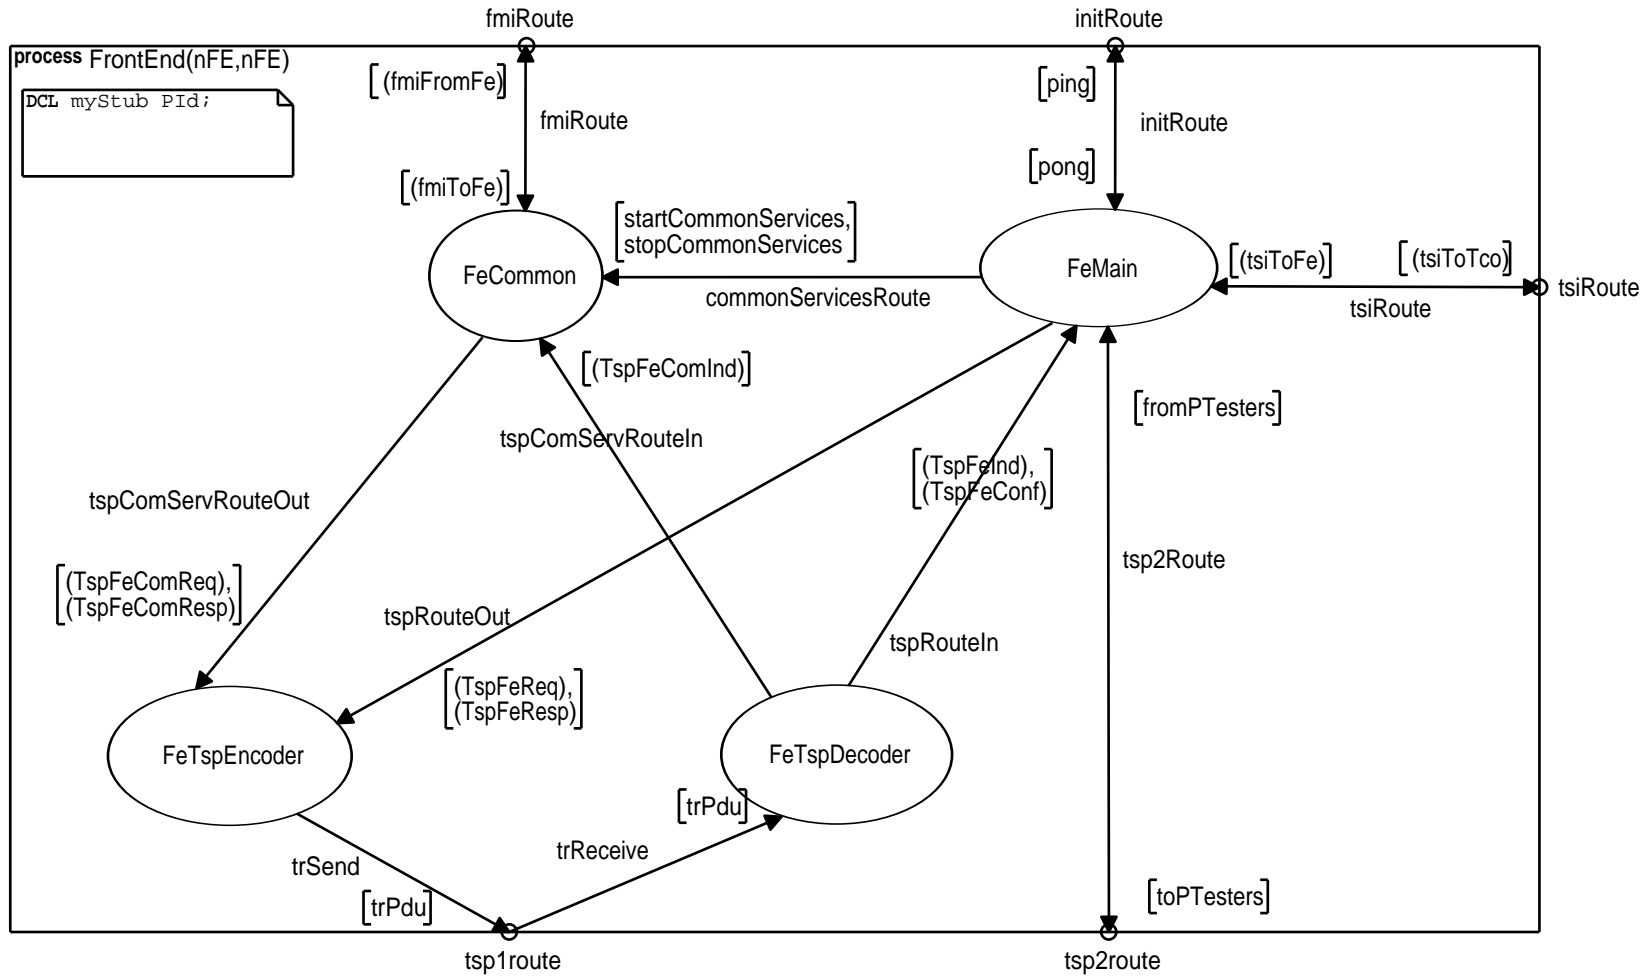 fmiRoute
initRoute
process FrontEnd(nFE,nFE)
DCL myStub PId;
[(fmiFromFe)]
[ping]
fmiRoute
initRoute
[pong]
[(fmiToFe)]
[startCommonServices,
stopCommonServices]
FeCommon
FeMain
[(tsiToFe)]
[(tsiToTco)]
tsiRoute
commonServicesRoute
tsiRoute
[(TspFeComInd)]
[fromPTesters]
tspComServRouteIn
[(TspFeInd),
(TspFeConf)]
tspComServRouteOut
tsp2Route
[(TspFeComReq),
(TspFeComResp)]
tspRouteOut
tspRouteIn
[(TspFeReq),
(TspFeResp)]
FeTspEncoder
FeTspDecoder
[trPdu]
trReceive
trSend
[trPdu]
[toPTesters]
tsp1route
tsp2route